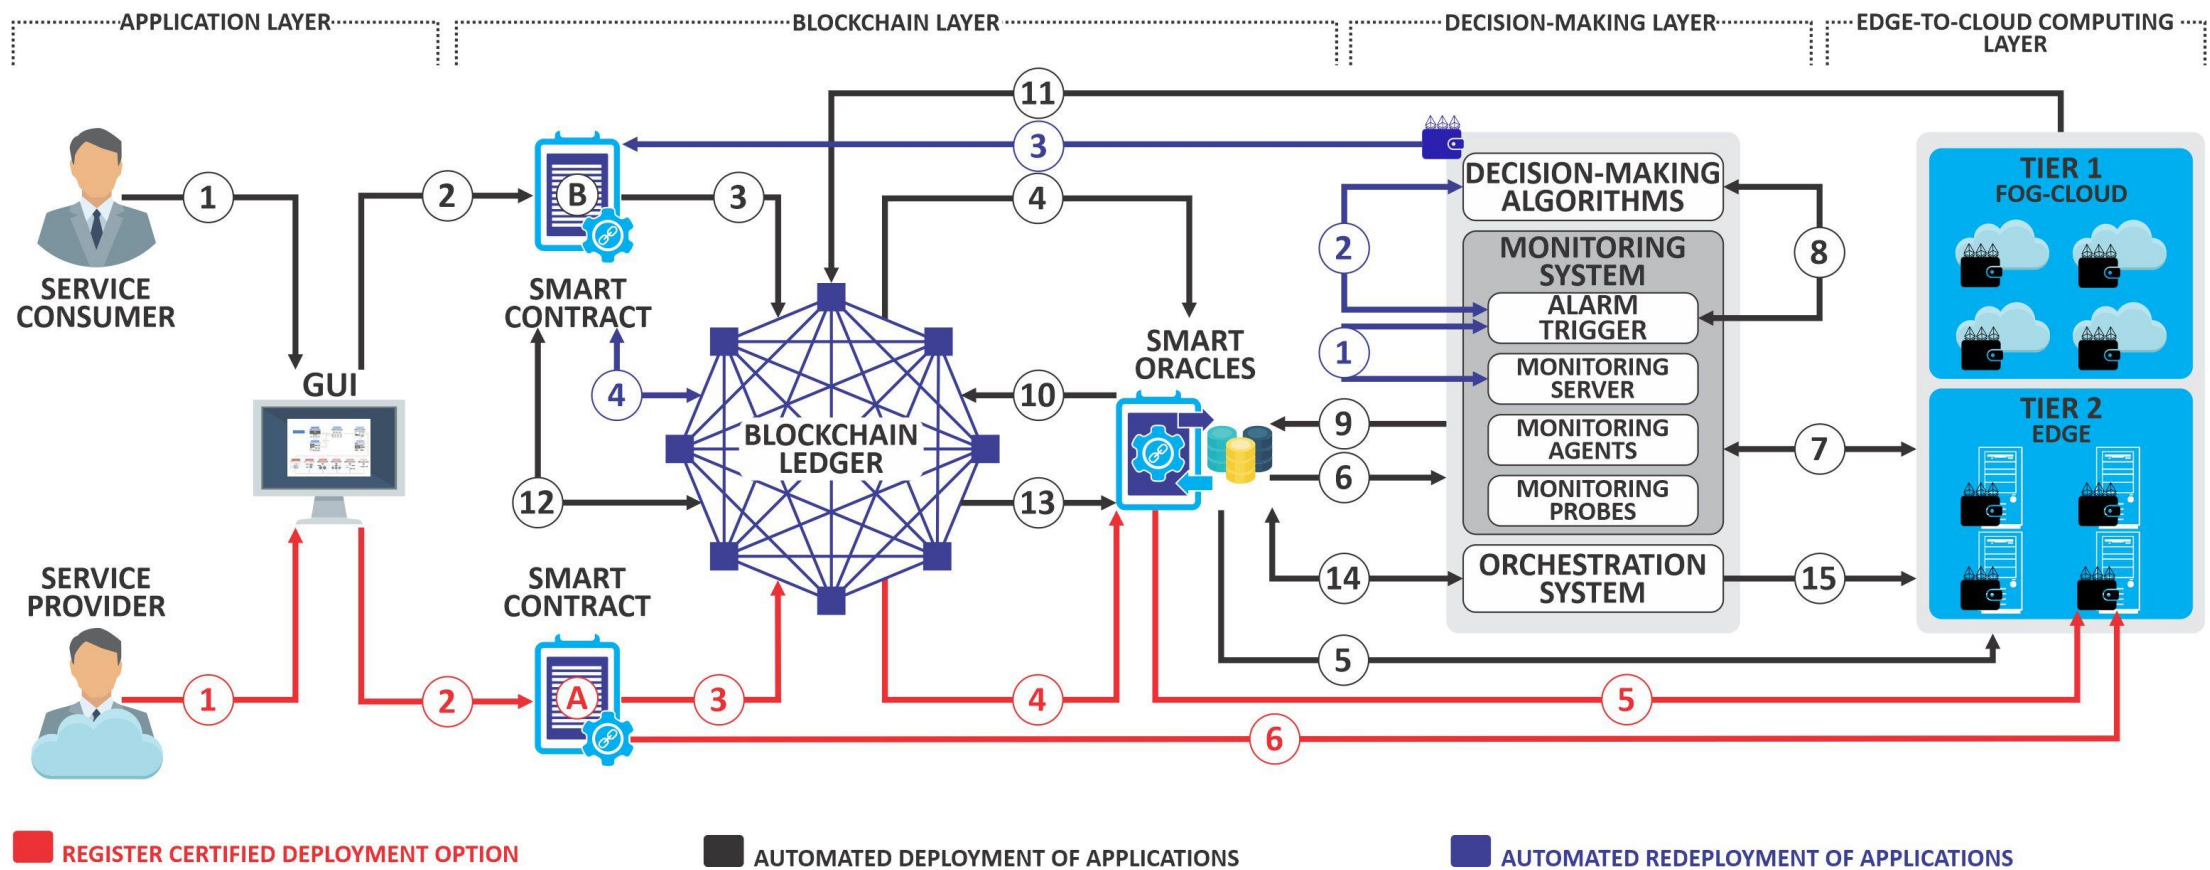 APPLICATION LAYER
BLOCKCHAIN LAYER
DECISION-MAKING LAYER
EDGE-TO-CLOUD COMPUTING
LAYER
11
3
1
2
B
3
4
DECISION-MAKING
ALGORITHMS
2
8
TIER 1
FOG-CLOUD
SERVICE
CONSUMER
SMART
CONTRACT
MONITORING
SYSTEM
ALARM
TRIGGER
SMART
ORACLES
1
MONITORING
SERVER
GUI
4
10
9
MONITORING
AGENTS
7
TIER 2
EDGE
BLOCKCHAIN
LEDGER
6
12
13
MONITORING
PROBES
SERVICE
PROVIDER
SMART
CONTRACT
14
ORCHESTRATION
SYSTEM
15
5
1
2
A
3
4
5
6
REGISTER CERTIFIED DEPLOYMENT OPTION
AUTOMATED DEPLOYMENT OF APPLICATIONS
AUTOMATED REDEPLOYMENT OF APPLICATIONS